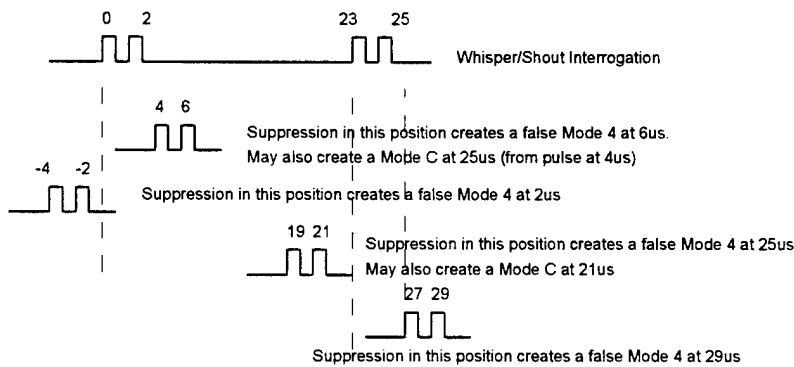 0 2 23 25
Whisper/Shout Interrogation
4 6
Suppression in this position creates a false Mode 4 at 6us.
May also create a Mode C at 25us (from pulse at 4us)
-4 -2
Suppression in this position creates a false Mode 4 at 2us
19 21
Suppression in this position creates a false Mode 4 at 25us
May also create a Mode C at 21us
27 29
Suppression in this position creates a false Mode 4 at 29us